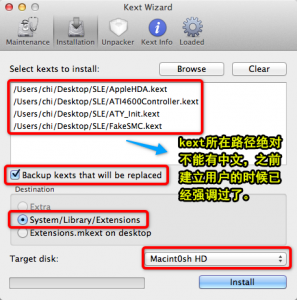 Kext Wizard
Maintenance
Installation
Unpacker
Kext Info
Loaded
Select kexts to install:
Browse
Clear
/Users/chi/Desktop/SLE/AppleHDA.kext
/Users/chi/Desktop/SLE/ATI4600Controller.kext
/Users/chi/Desktop/SLE/ATY_Init.kext
/Users/chi/Desktop/SLE/FakeSMC.kext
kext所在路径绝对
不能有中文，之前
建立用户的时候已
经强调过了。
Backup kexts that will be replaced
Destination
Extra
System/Library/Extensions
Extensions.mkext on desktop
Target disk:
Macint0sh HD
Install